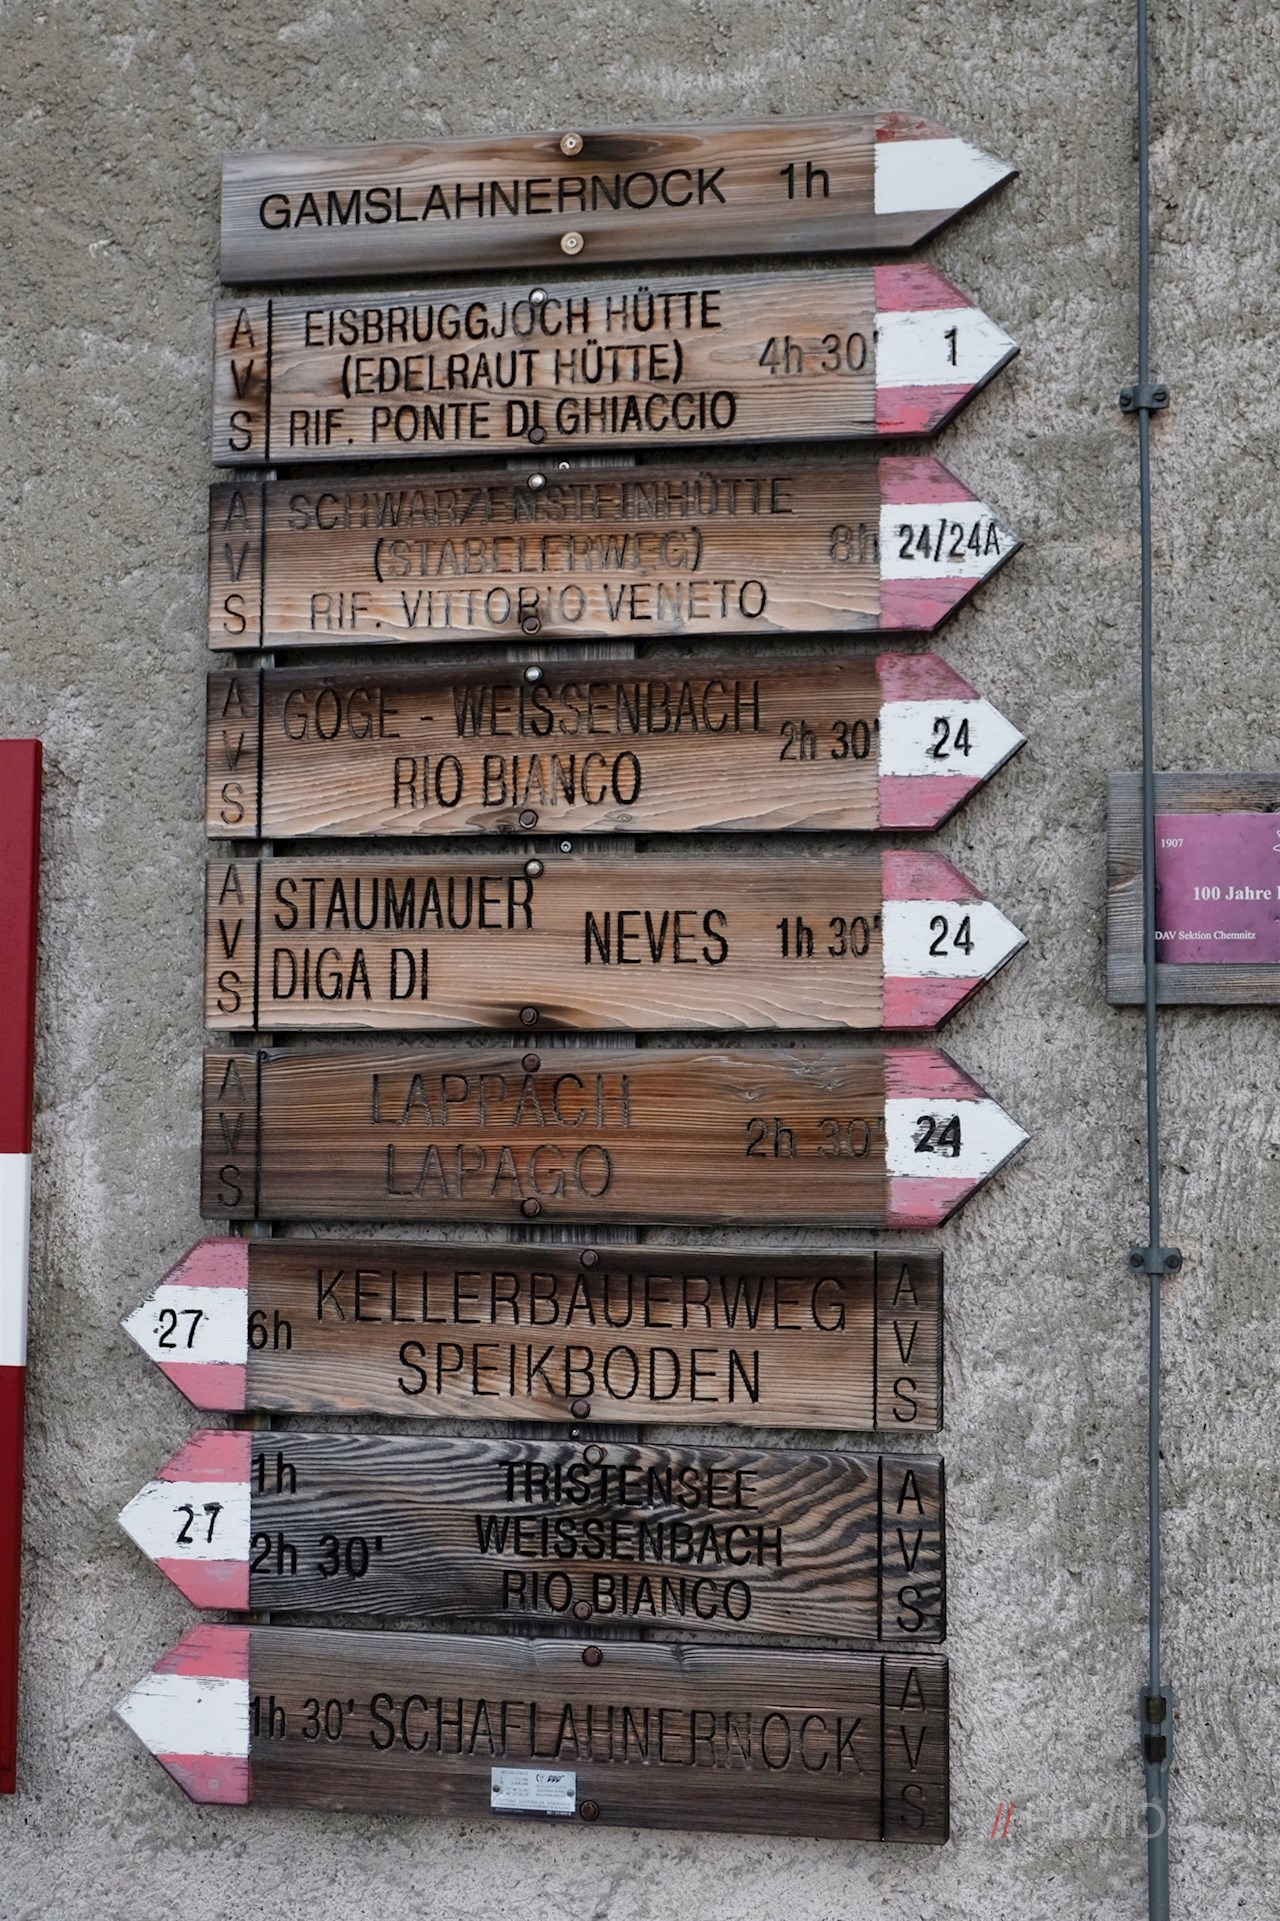 GAMSLAHNERNOCK 1h
AVS
EISBRUGGJOCH HÜTTE
(EDELRAUT HÜTTE)
RIF. PONTE DI GHIACCIO
4h 30'
1
AVS
SCHWARZENSTEINHÜTTE
(STABELERWEG)
RIF. VITTORIO VENETO
8h
24/24A
AVS
GÖGE - WEISSENBACH
RIO BIANCO
2h 30'
24
AVS
STAUMAUER
DIGA DI
NEVES 1h 30'
24
AVS
LAPPACH
LAPAGO
2h 30'
24
27
6h
KELLERBAUERWEG
SPEIKBODEN
AVS
27
1h
2h 30'
TRISTENSEE
WEISSENBACH
RIO BIANCO
AVS
1h 30' SCHAFLAHNERNOCK
AVS
1907
100 Jahre
DAV Sektion Chemnitz